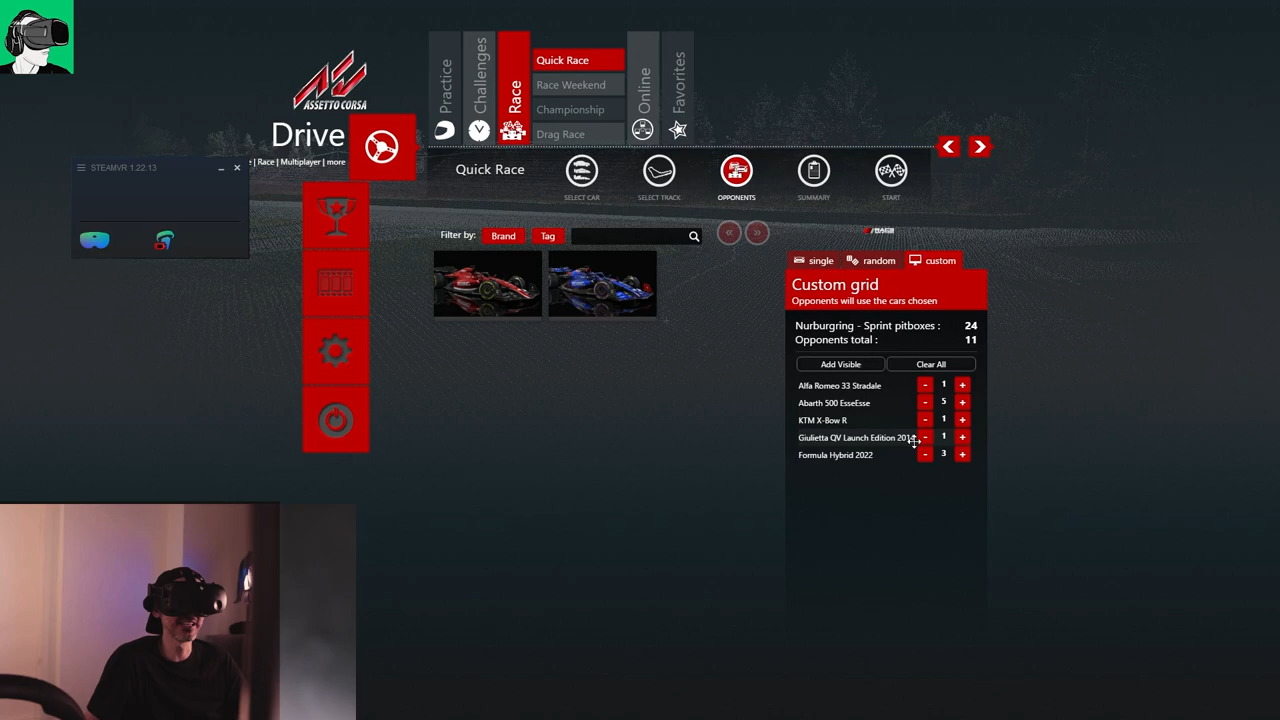 Practice
Challenges
Race
Quick Race
Race Weekend
Championship
Drag Race
Online
Favorites
ASSETTO CORSA
Drive
| Race | Multiplayer | more
STEAMVR 1.22.13
Quick Race
SELECT CAR
SELECT TRACK
OPPONENTS
SUMMARY
START
Filter by: Brand Tag
single random custom
Custom grid
Opponents will use the cars chosen
Nurburgring - Sprint pitboxes : 24
Opponents total : 11
Add Visible Clear All
Alfa Romeo 33 Stradale - 1 +
Abarth 500 EsseEsse - 5 +
KTM X-Bow R - 1 +
Giulietta QV Launch Edition - 1 +
Formula Hybrid 2022 - 3 +